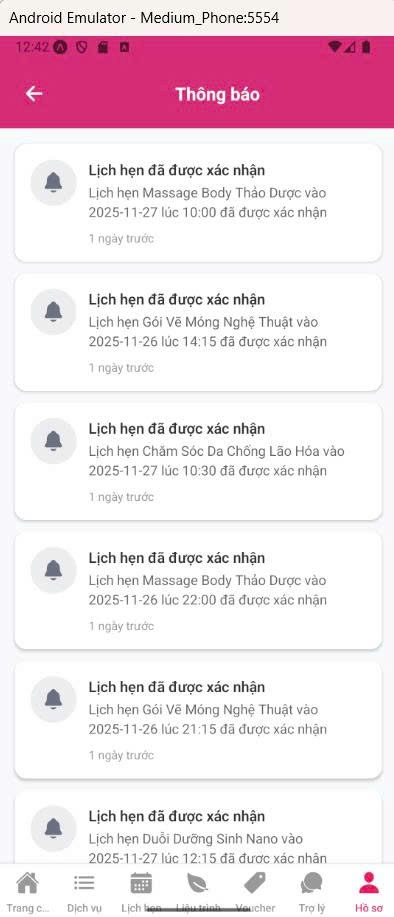 Android Emulator - Medium_Phone:5554
12:42
Thông báo
Lịch hẹn đã được xác nhận
Lịch hẹn Massage Body Thảo Dược vào
2025-11-27 lúc 10:00 đã được xác nhận
1 ngày trước
Lịch hẹn đã được xác nhận
Lịch hẹn Gói Vẽ Móng Nghệ Thuật vào
2025-11-26 lúc 14:15 đã được xác nhận
1 ngày trước
Lịch hẹn đã được xác nhận
Lịch hẹn Chăm Sóc Da Chống Lão Hóa vào
2025-11-27 lúc 10:30 đã được xác nhận
1 ngày trước
Lịch hẹn đã được xác nhận
Lịch hẹn Massage Body Thảo Dược vào
2025-11-26 lúc 22:00 đã được xác nhận
1 ngày trước
Lịch hẹn đã được xác nhận
Lịch hẹn Gói Vẽ Móng Nghệ Thuật vào
2025-11-26 lúc 21:15 đã được xác nhận
1 ngày trước
Lịch hẹn đã được xác nhận
Lịch hẹn Duỗi Dưỡng Sinh Nano vào
2025-11-27 lúc 12:15 đã được xác nhận
Trang c... Dịch vụ Lịch hẹn Liệu trình Voucher Trợ lý Hồ sơ